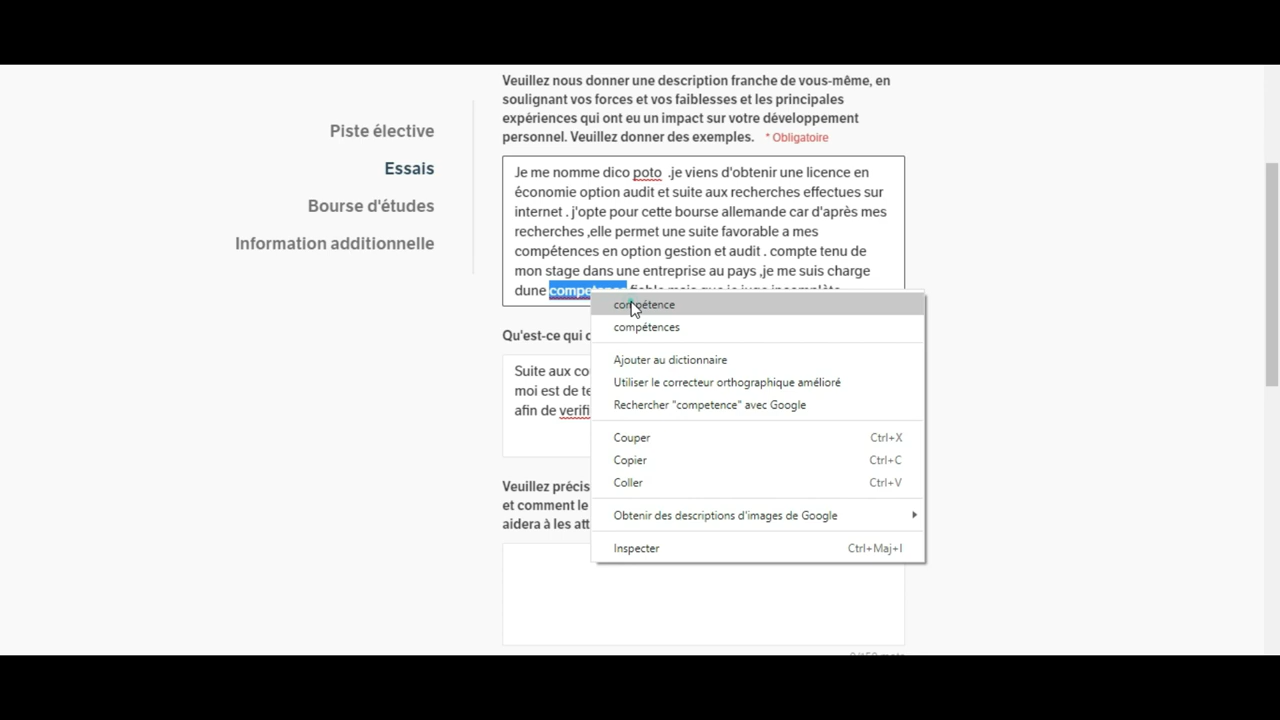 Veuillez nous donner une description franche de vous-même, en
soulignant vos forces et vos faiblesses et les principales
expériences qui ont eu un impact sur votre développement
personnel. Veuillez donner des exemples. * Obligatoire
Piste élective
Essais
Bourse d'études
Information additionnelle
Je me nomme dico poto .je viens d'obtenir une licence en
économie option audit et suite aux recherches effectues sur
internet . j'opte pour cette bourse allemande car d'après mes
recherches ,elle permet une suite favorable a mes
compétences en option gestion et audit . compte tenu de
mon stage dans une entreprise au pays ,je me suis charge
dune competence
compétence
compétences
Ajouter au dictionnaire
Utiliser le correcteur orthographique amélioré
Rechercher "competence" avec Google
Couper Ctrl+X
Copier Ctrl+C
Coller Ctrl+V
Obtenir des descriptions d'images de Google
Inspecter Ctrl+Maj+I
Qu'est-ce qui
Suite aux
moi est de
afin de
Veuillez
et comment le
aidera à les